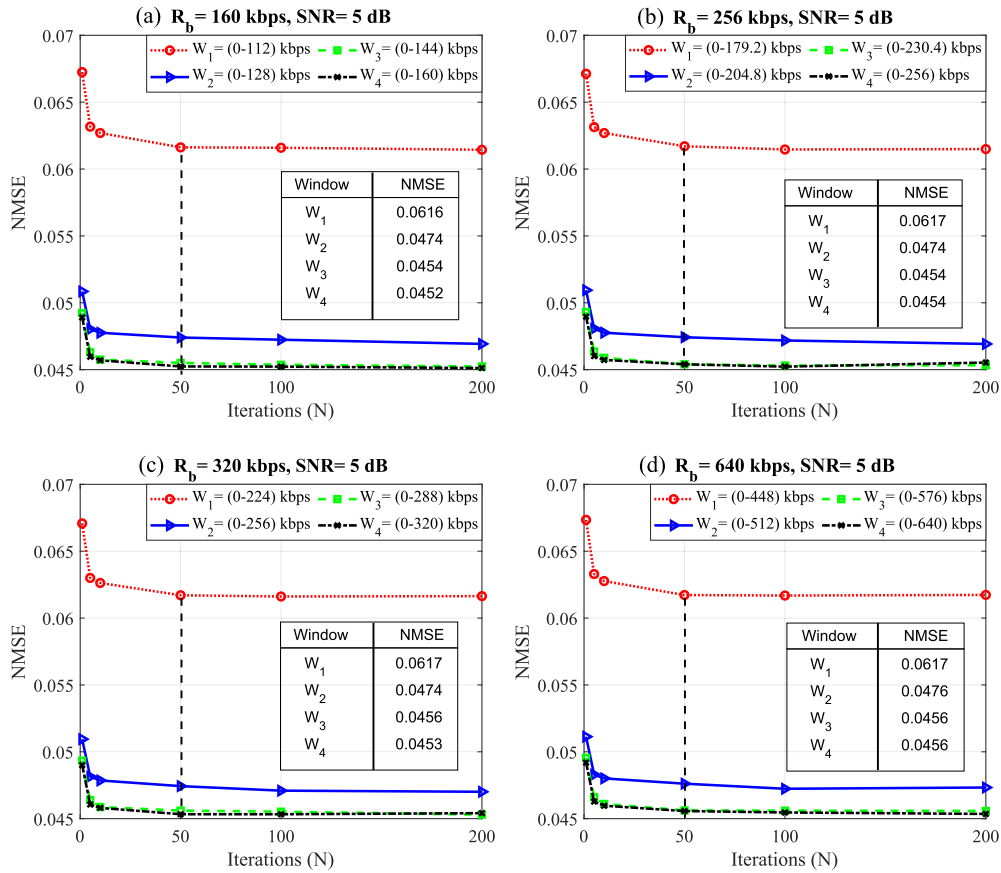 (a) R_b= 160 kbps, SNR= 5 dB
W_1= (0-112) kbps W_3= (0-144) kbps
W_2= (0-128) kbps W_4= (0-160) kbps
NMSE
0.07
0.065
0.06
0.055
0.05
0.045
Window NMSE
W_1 0.0616
W_2 0.0474
W_3 0.0454
W_4 0.0452
0 50 100 200
Iterations (N)
(b) R_b= 256 kbps, SNR= 5 dB
W_1= (0-179.2) kbps W_3= (0-230.4) kbps
W_2= (0-204.8) kbps W_4= (0-256) kbps
NMSE
0.07
0.065
0.06
0.055
0.05
0.045
Window NMSE
W_1 0.0617
W_2 0.0474
W_3 0.0454
W_4 0.0454
0 50 100 200
Iterations (N)
(c) R_b= 320 kbps, SNR= 5 dB
W_1= (0-224) kbps W_3= (0-288) kbps
W_2= (0-256) kbps W_4= (0-320) kbps
NMSE
0.07
0.065
0.06
0.055
0.05
0.045
Window NMSE
W_1 0.0617
W_2 0.0474
W_3 0.0456
W_4 0.0453
0 50 100 200
Iterations (N)
(d) R_b= 640 kbps, SNR= 5 dB
W_1= (0-448) kbps W_3= (0-576) kbps
W_2= (0-512) kbps W_4= (0-640) kbps
NMSE
0.07
0.065
0.06
0.055
0.05
0.045
Window NMSE
W_1 0.0617
W_2 0.0476
W_3 0.0456
W_4 0.0456
0 50 100 200
Iterations (N)